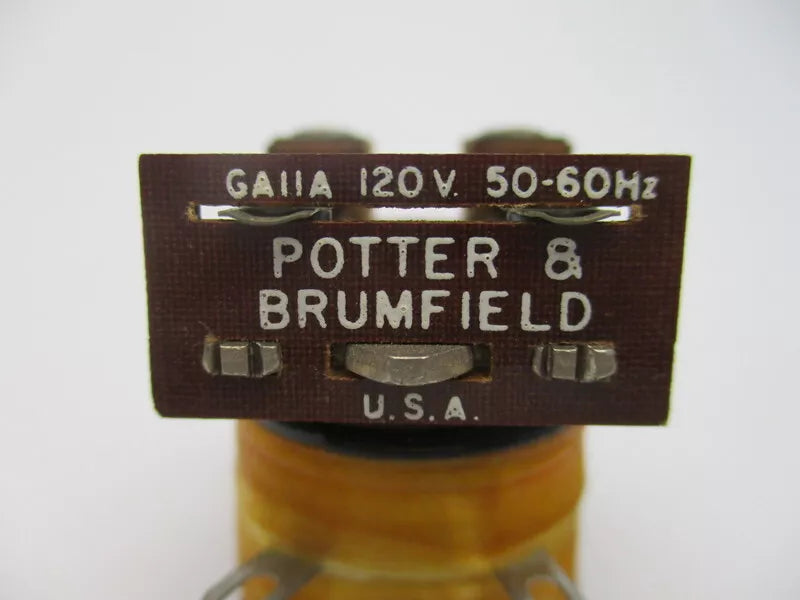 GA11A 120V. 50-60Hz
POTTER &
BRUMFIELD
U.S.A.